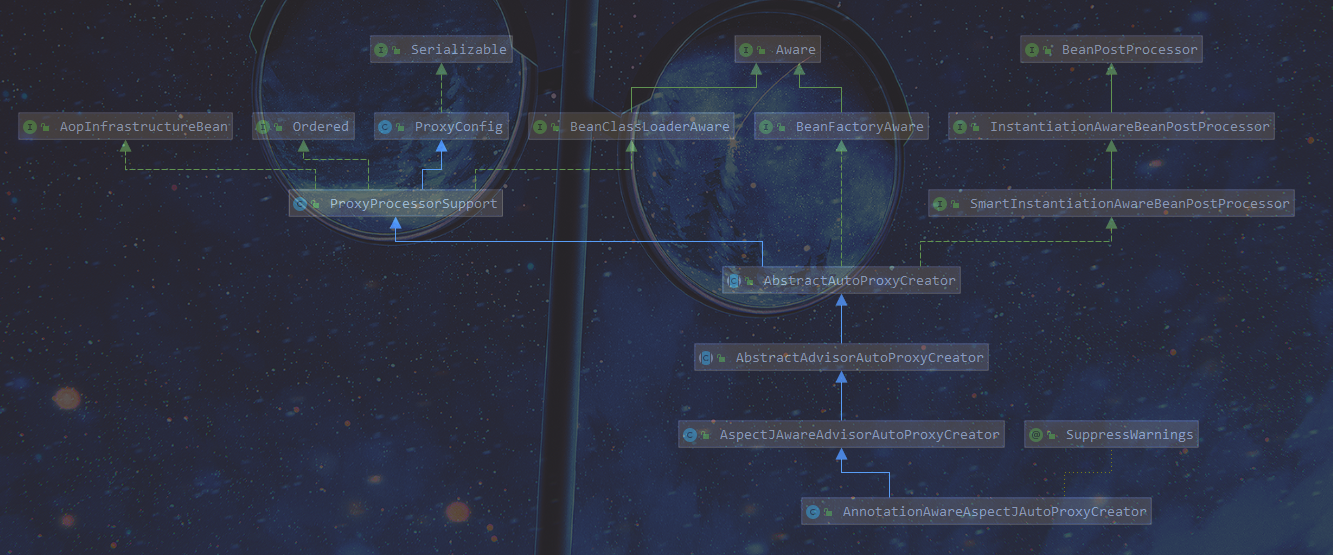 Serializable
Aware
BeanPostProcessor
AopInfrastructureBean
Ordered
ProxyConfig
BeanClassLoaderAware
BeanFactoryAware
InstantiationAwareBeanPostProcessor
ProxyProcessorSupport
SmartInstantiationAwareBeanPostProcessor
AbstractAutoProxyCreator
AbstractAdvisorAutoProxyCreator
AspectJAwareAdvisorAutoProxyCreator
SuppressWarnings
AnnotationAwareAspectJAutoProxyCreator